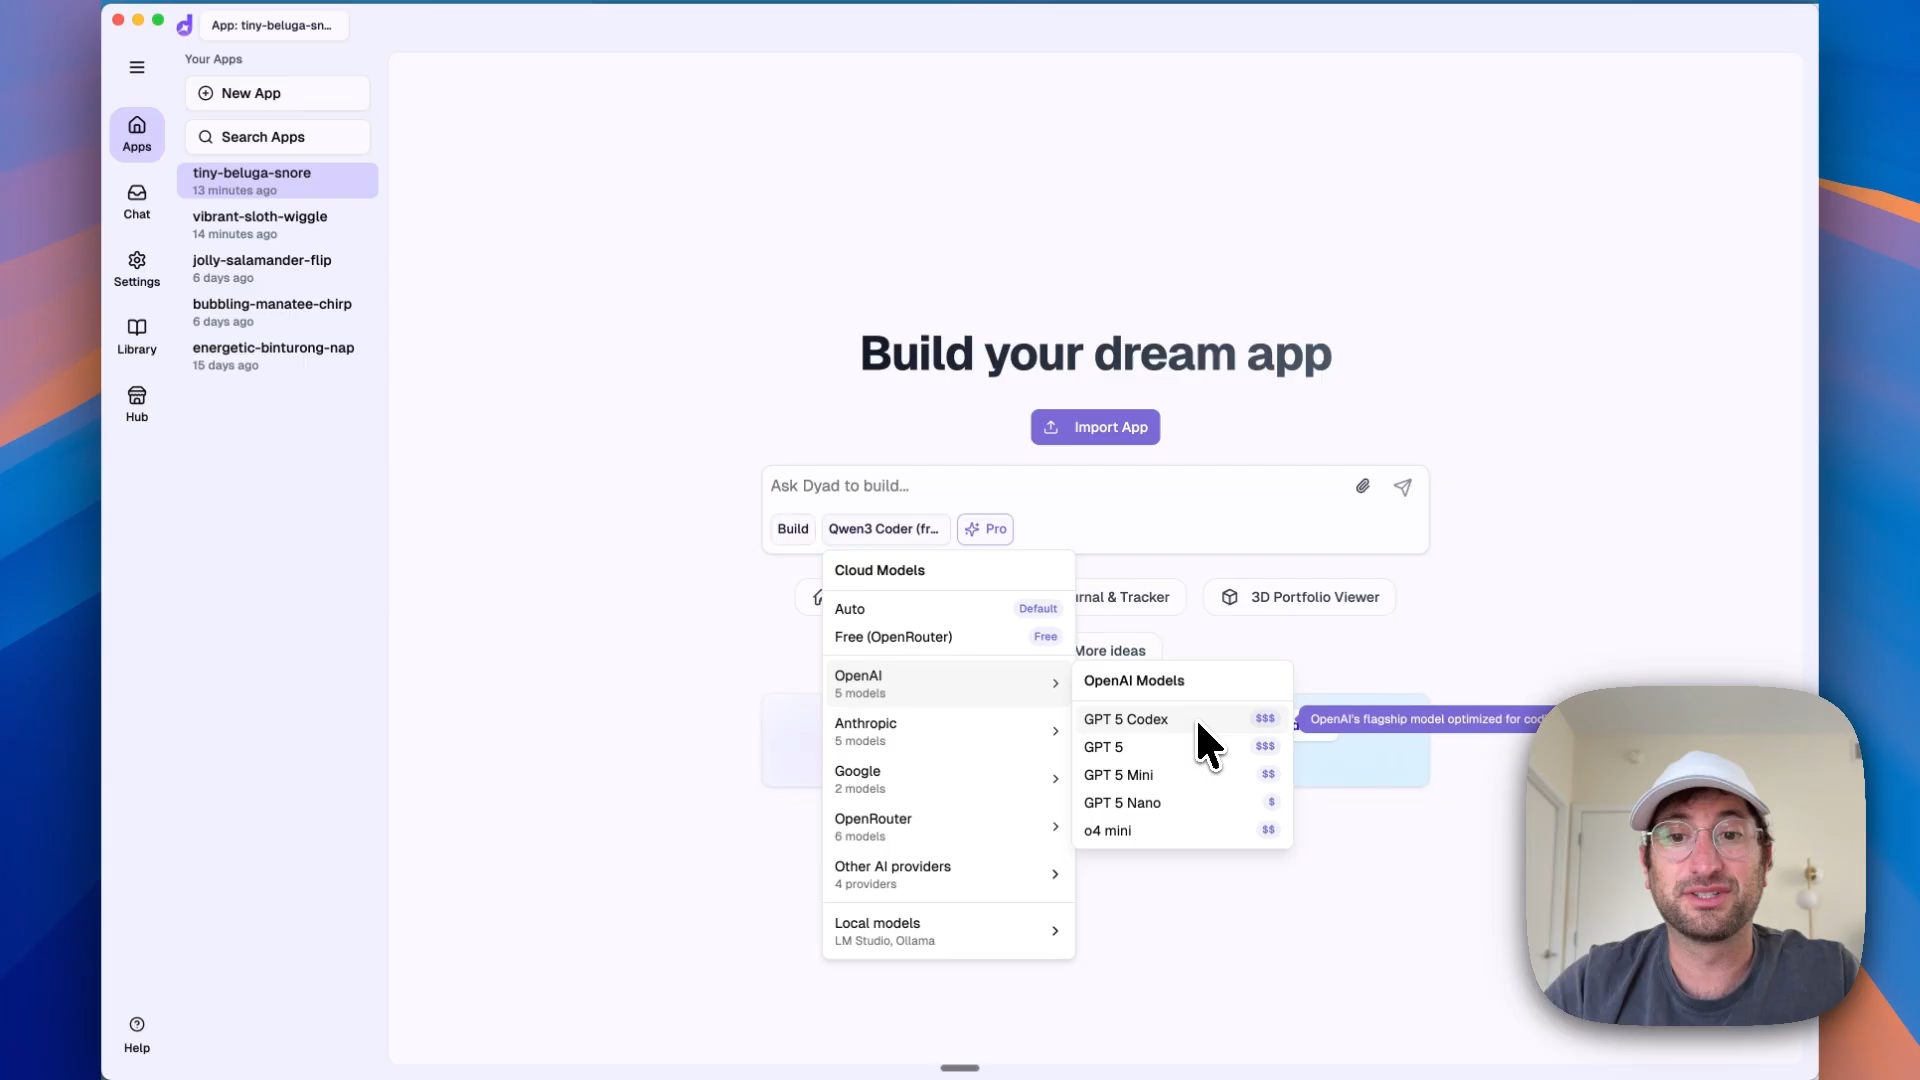 App: tiny-beluga-sn...
Your Apps
New App
Search Apps
Apps
Chat
Settings
Library
Hub
Help
tiny-beluga-snore
13 minutes ago
vibrant-sloth-wiggle
14 minutes ago
jolly-salamander-flip
6 days ago
bubbling-manatee-chirp
6 days ago
energetic-binturong-nap
15 days ago
Build your dream app
Import App
Ask Dyad to build...
Build
Qwen3 Coder (fr...
Pro
Cloud Models
Auto
Default
Free (OpenRouter)
Free
OpenAI
5 models
Anthropic
5 models
Google
2 models
OpenRouter
6 models
Other AI providers
4 providers
Local models
LM Studio, Ollama
& Tracker
3D Portfolio Viewer
More ideas
OpenAI Models
GPT 5 Codex $$$
GPT 5 $$$
GPT 5 Mini $$
GPT 5 Nano $
o4 mini $$
OpenAI's flagship model optimized for